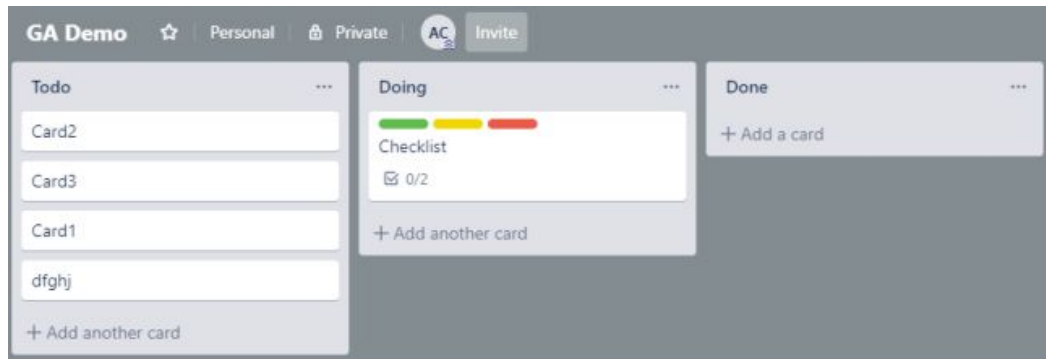 GA Demo Personal Private AC Invite
Todo
Card2
Card3
Card1
dfghj
+ Add another card
Doing
Checklist
0/2
+ Add another card
Done
+ Add a card